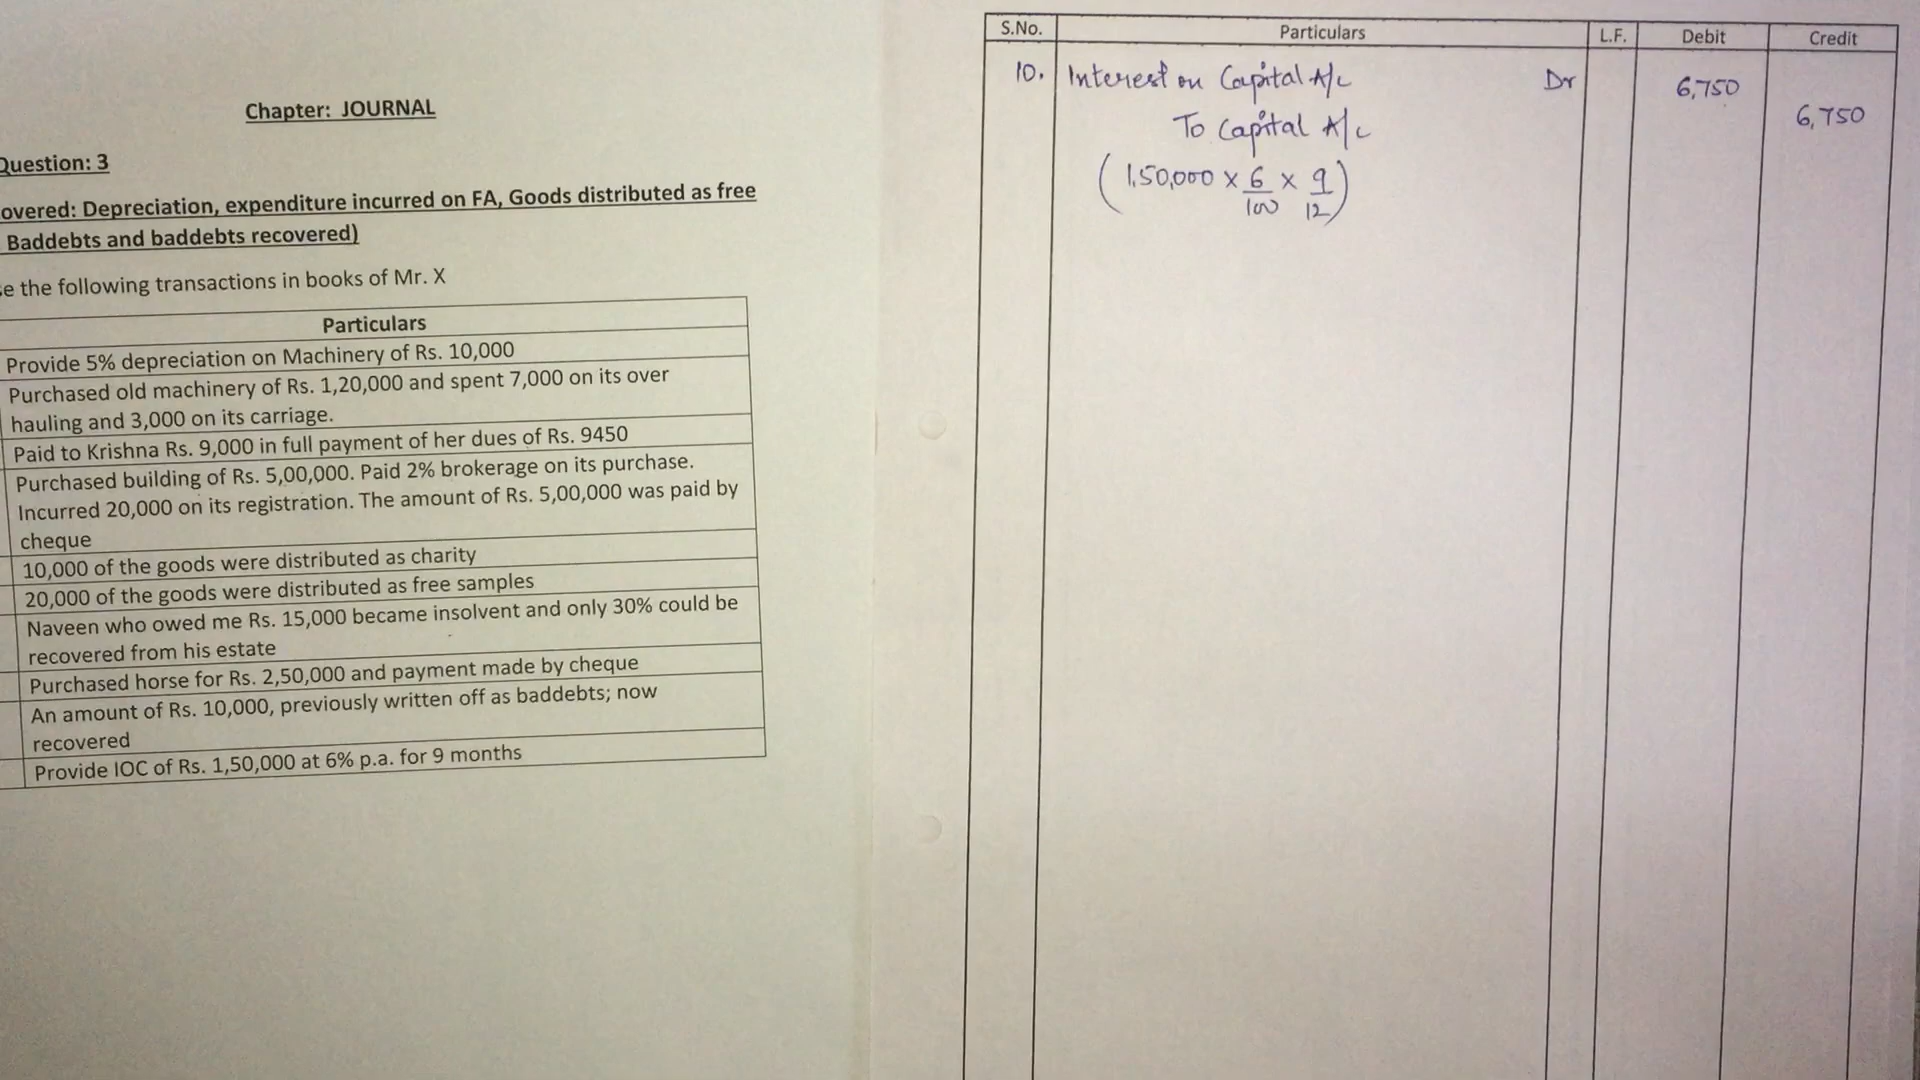 Chapter: JOURNAL
Question: 3
overed: Depreciation, expenditure incurred on FA, Goods distributed as free
Baddebts and baddebts recovered)
se the following transactions in books of Mr. X
Particulars
Provide 5% depreciation on Machinery of Rs. 10,000
Purchased old machinery of Rs. 1,20,000 and spent 7,000 on its over
hauling and 3,000 on its carriage.
Paid to Krishna Rs. 9,000 in full payment of her dues of Rs. 9450
Purchased building of Rs. 5,00,000. Paid 2% brokerage on its purchase.
Incurred 20,000 on its registration. The amount of Rs. 5,00,000 was paid by
cheque
10,000 of the goods were distributed as charity
20,000 of the goods were distributed as free samples
Naveen who owed me Rs. 15,000 became insolvent and only 30% could be
recovered from his estate
Purchased horse for Rs. 2,50,000 and payment made by cheque
An amount of Rs. 10,000, previously written off as baddebts; now
recovered
Provide IOC of Rs. 1,50,000 at 6% p.a. for 9 months
S.No. Particulars L.F. Debit Credit
10. Interest on Capital A/c Dr 6,750
To Capital A/c 6,750
(1,50,000 x 6/100 x 9/12)